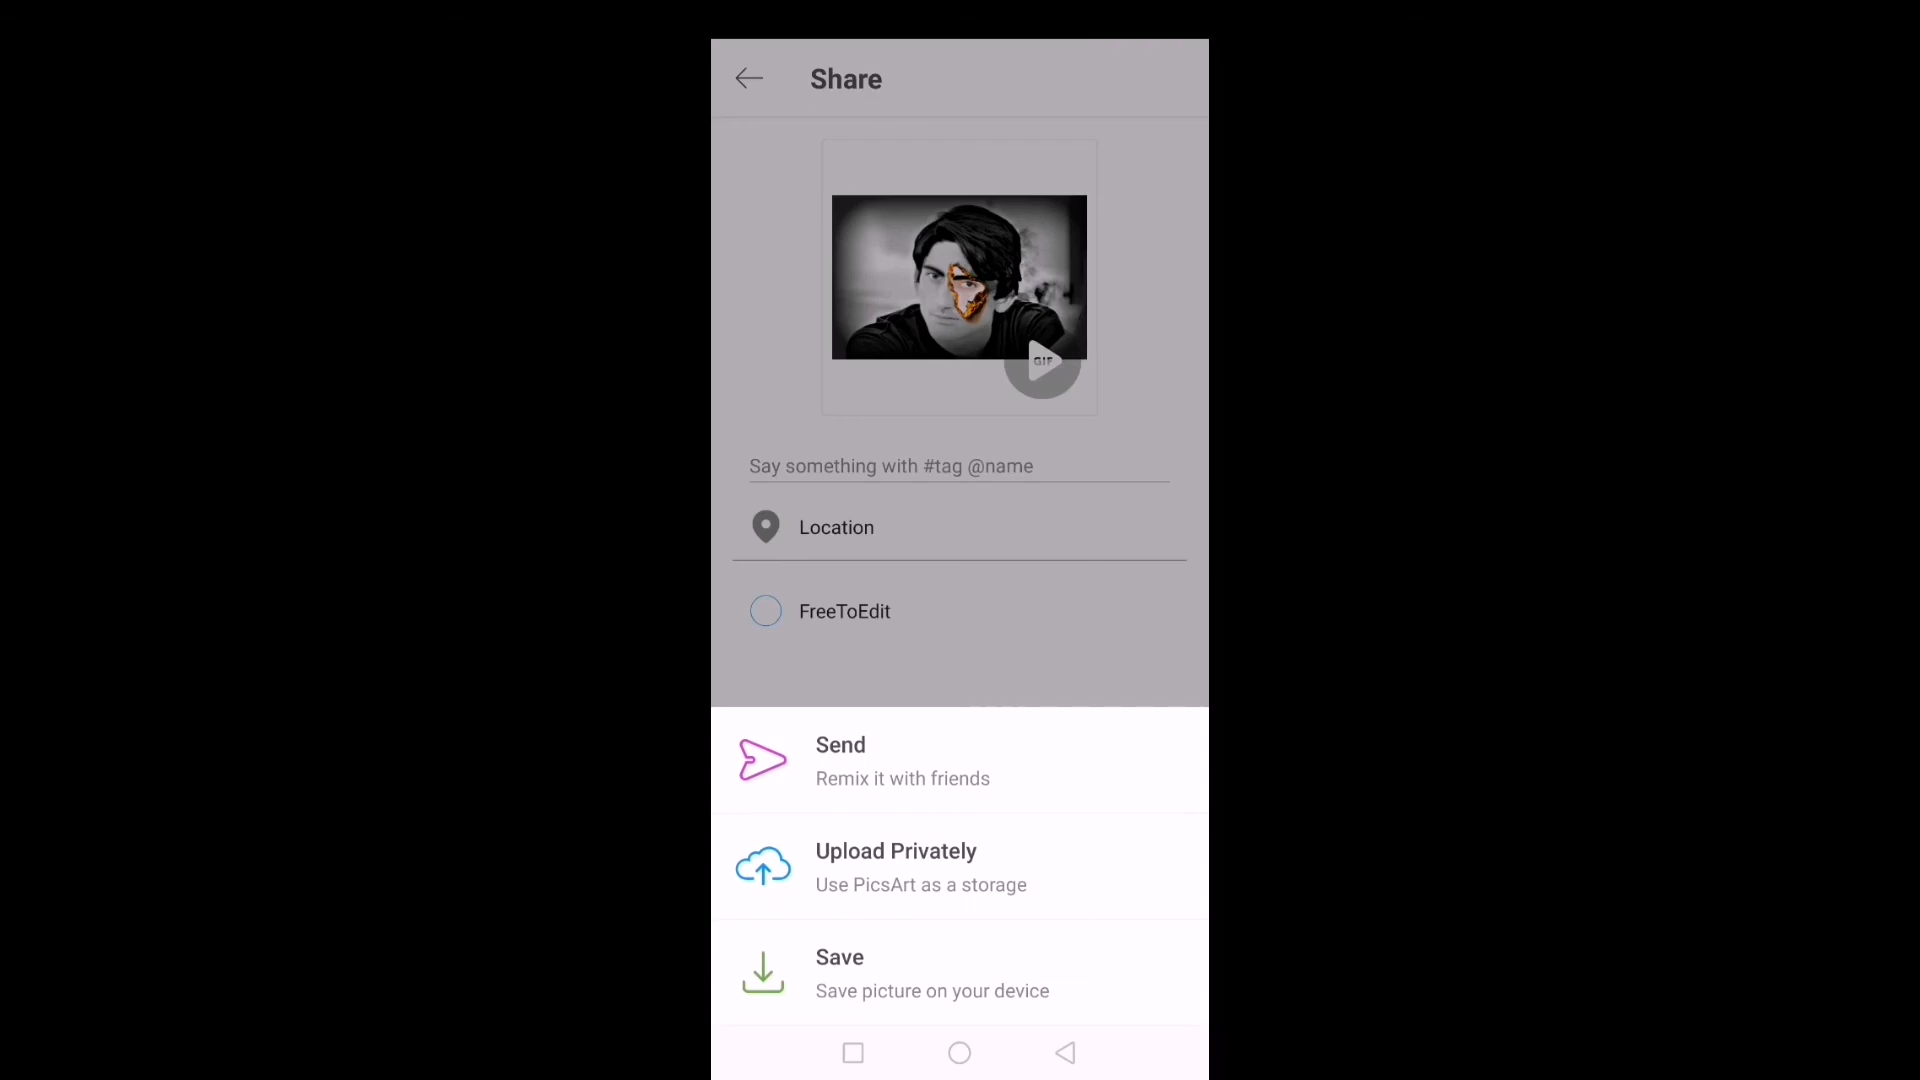 Share
GIF
Say something with #tag @name
Location
FreeToEdit
Send
Remix it with friends
Upload Privately
Use PicsArt as a storage
Save
Save picture on your device